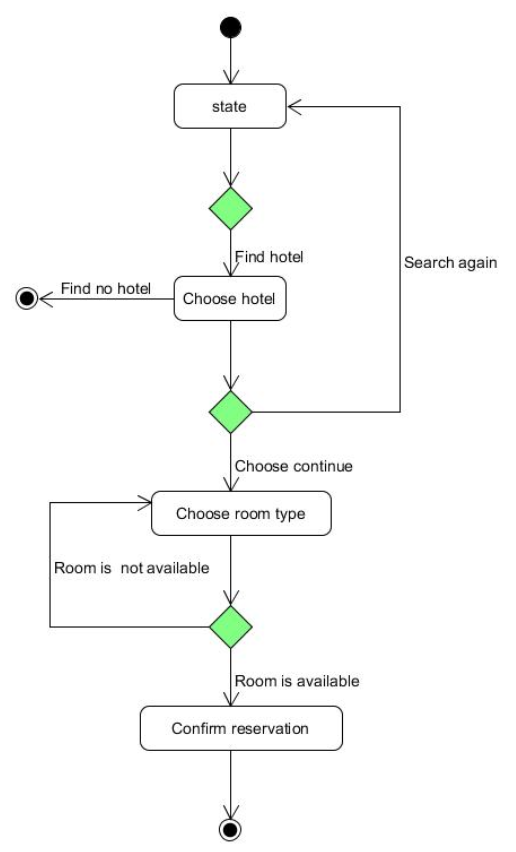 state
Find hotel
Search again
Find no hotel
Choose hotel
Choose continue
Choose room type
Room is  not available
Room is available
Confirm reservation